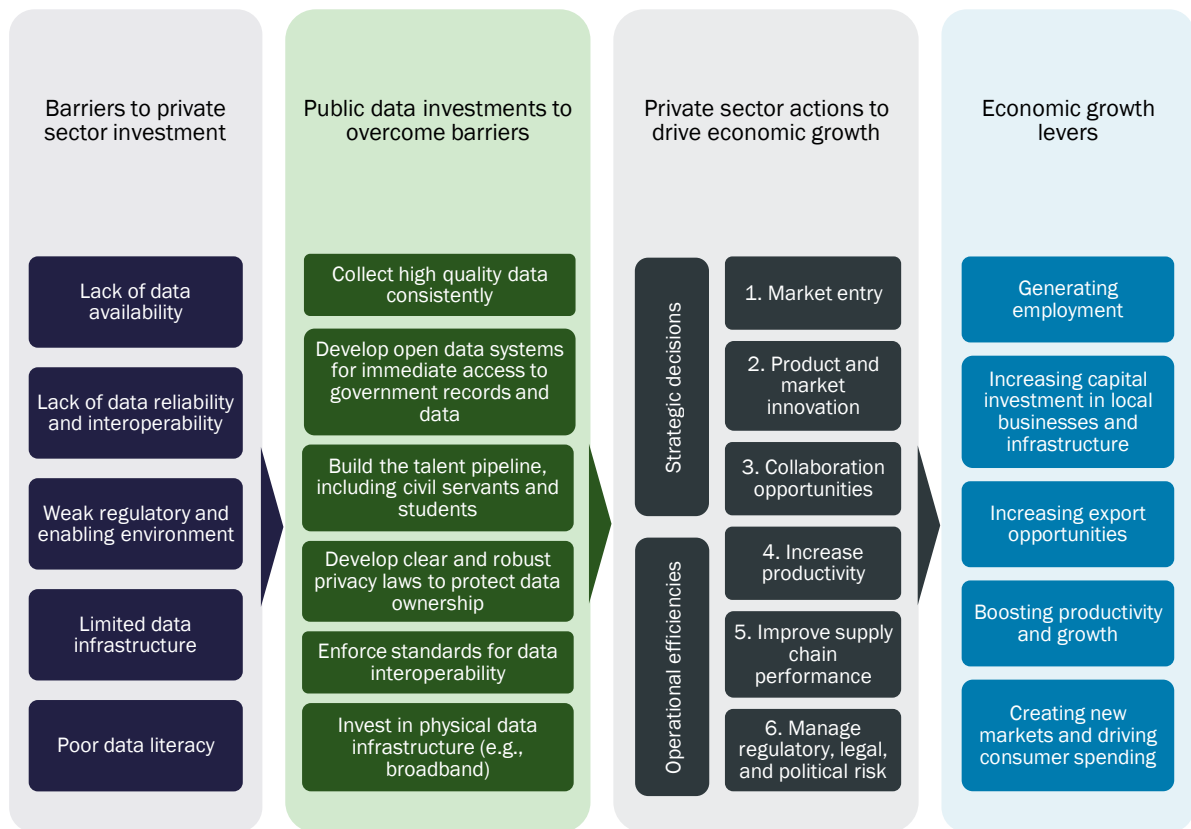 Barriers to private
sector investment
Lack of data
availability
Lack of data reliability
and interoperability
Weak regulatory and
enabling environment
Limited data
infrastructure
Poor data literacy
Public data investments to
overcome barriers
Collect high quality data
consistently
Develop open data systems
for immediate access to
government records and
data
Build the talent pipeline,
including civil servants and
students
Develop clear and robust
privacy laws to protect data
ownership
Enforce standards for data
interoperability
Invest in physical data
infrastructure (e.g.,
broadband)
Private sector actions to
drive economic growth
Strategic decisions
1. Market entry
2. Product and
market
innovation
3. Collaboration
opportunities
Operational efficiencies
4. Increase
productivity
5. Improve supply
chain
performance
6. Manage
regulatory, legal,
and political risk
Economic growth
levers
Generating
employment
Increasing capital
investment in local
businesses and
infrastructure
Increasing export
opportunities
Boosting productivity
and growth
Creating new
markets and driving
consumer spending